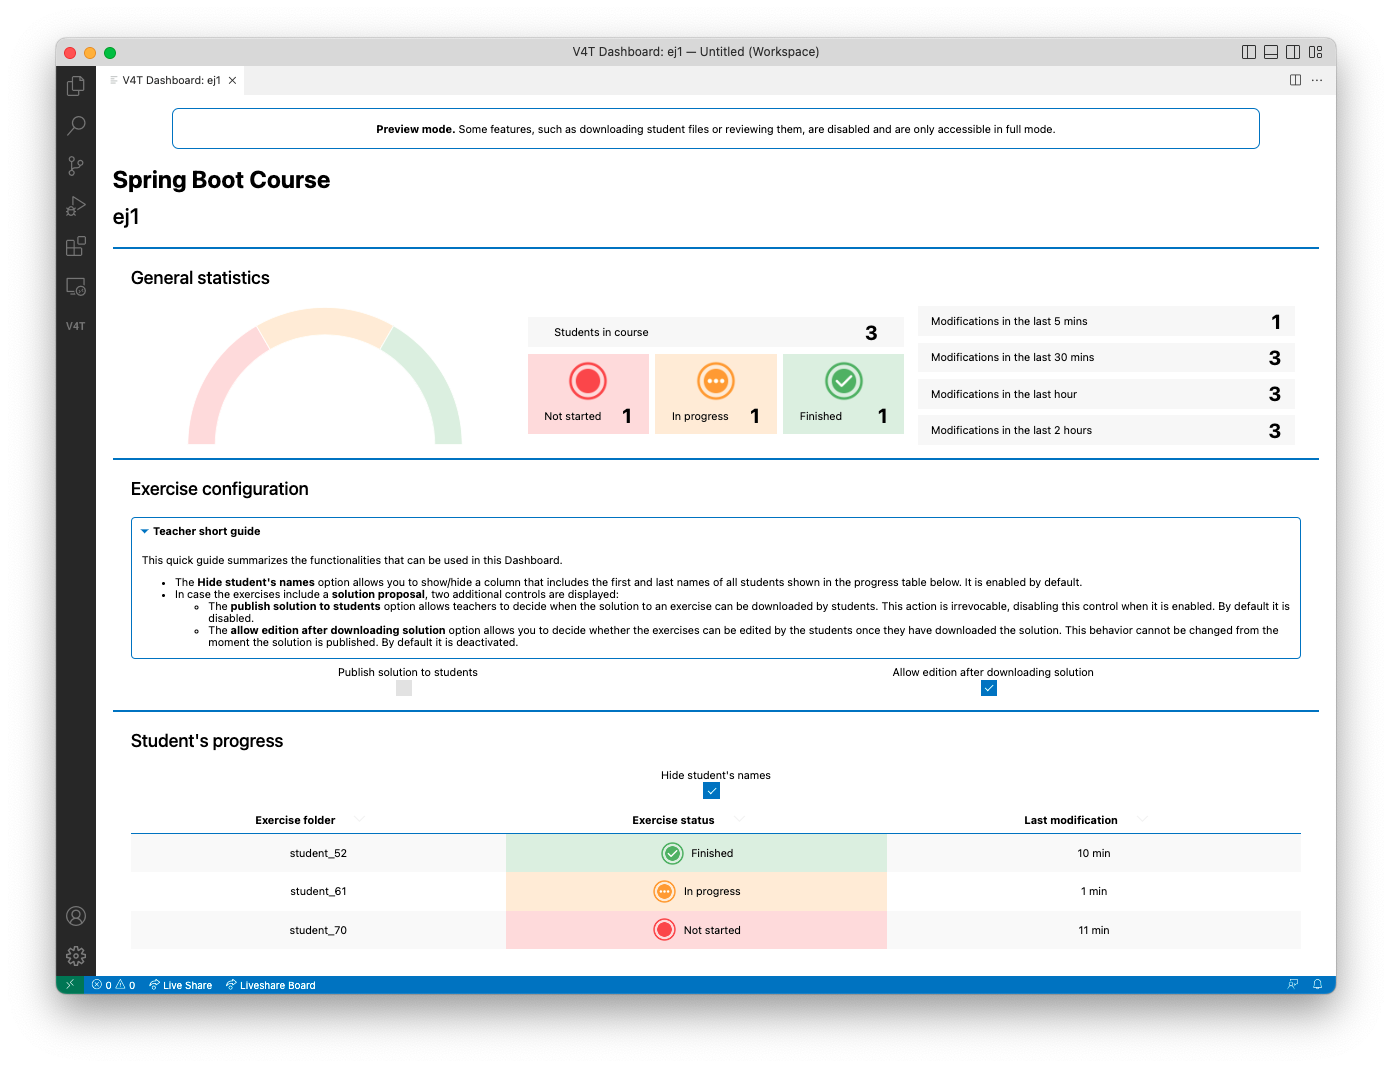 V4T Dashboard: ej1 — Untitled (Workspace)
V4T Dashboard: ej1
Preview mode. Some features, such as downloading student files or reviewing them, are disabled and are only accessible in full mode.
Spring Boot Course
ej1
General statistics
Students in course 3
Not started 1
In progress 1
Finished 1
Modifications in the last 5 mins 1
Modifications in the last 30 mins 3
Modifications in the last hour 3
Modifications in the last 2 hours 3
V4T
Exercise configuration
Teacher short guide
This quick guide summarizes the functionalities that can be used in this Dashboard.
• The Hide student's names option allows you to show/hide a column that includes the first and last names of all students shown in the progress table below. It is enabled by default.
• In case the exercises include a solution proposal, two additional controls are displayed:
◦ The publish solution to students option allows teachers to decide when the solution to an exercise can be downloaded by students. This action is irrevocable, disabling this control when it is enabled. By default it is
disabled.
◦ The allow edition after downloading solution option allows you to decide whether the exercises can be edited by the students once they have downloaded the solution. This behavior cannot be changed from the
moment the solution is published. By default it is deactivated.
Publish solution to students
Allow edition after downloading solution
Student's progress
Hide student's names
Exercise folder Exercise status Last modification
student_52 Finished 10 min
student_61 In progress 1 min
student_70 Not started 11 min
0 0 Live Share Liveshare Board